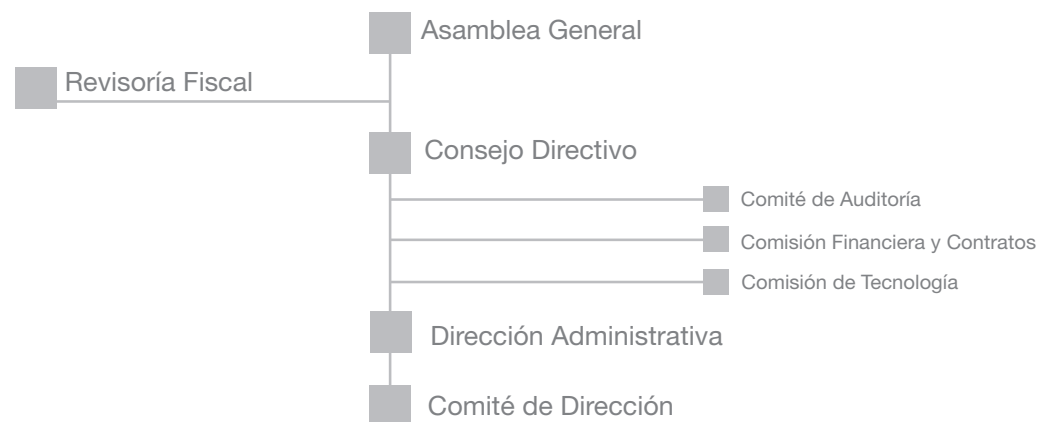 Asamblea General
Revisoría Fiscal
Consejo Directivo
Comité de Auditoría
Comisión Financiera y Contratos
Comisión de Tecnología
Dirección Administrativa
Comité de Dirección